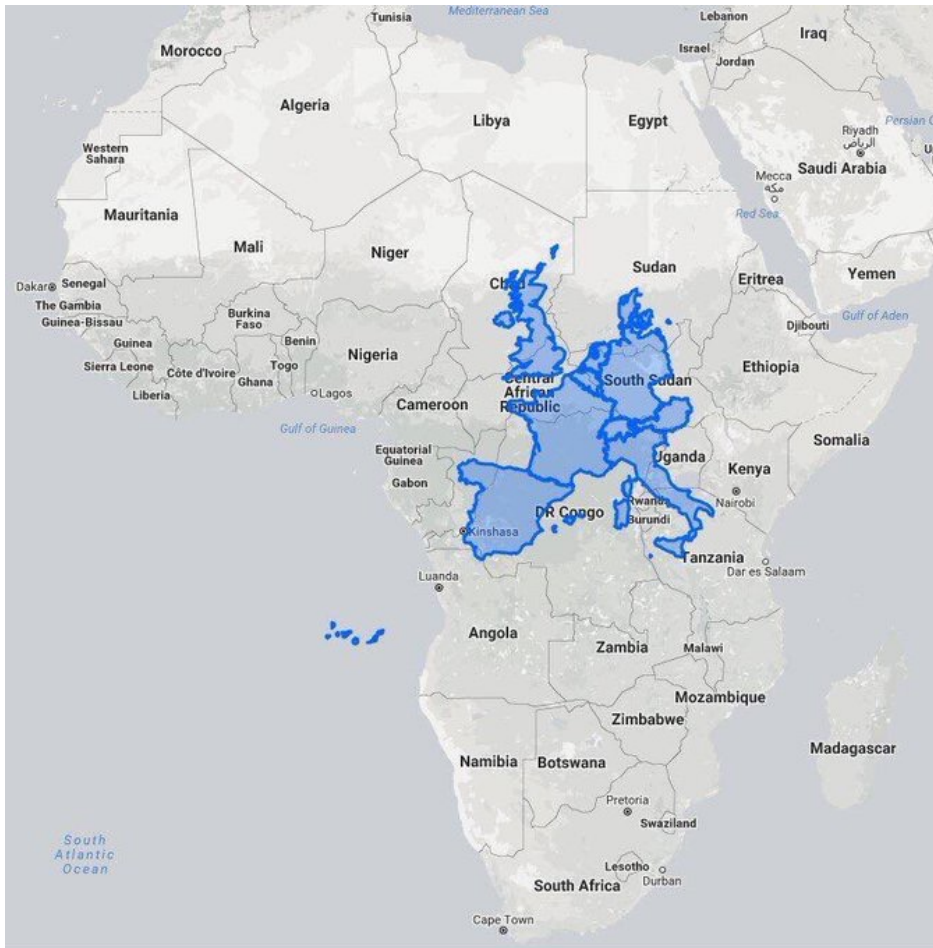 Mediterranean Sea
Tunisia
Lebanon
Iraq
Morocco
Israel
Jordan
Algeria
Libya
Egypt
Persian
Riyadh
الرياض
Western
Sahara
Saudi Arabia
Mecca
مكة
Mauritania
Red Sea
Mali
Niger
Chad
Sudan
Eritrea
Yemen
Dakar
Senegal
The Gambia
Guinea-Bissau
Burkina
Faso
Gulf of Aden
Djibouti
Guinea
Benin
Nigeria
Sierra Leone
Côte d'Ivoire
Togo
Ghana
Ethiopia
Liberia
Lagos
Central
African
Republic
South Sudan
Cameroon
Gulf of Guinea
Somalia
Equatorial
Guinea
Uganda
Kenya
Gabon
Nairobi
Rwanda
DR Congo
Burundi
Kinshasa
Tanzania
Dar es Salaam
Luanda
Angola
Zambia
Malawi
Mozambique
Zimbabwe
Madagascar
Namibia
Botswana
Pretoria
Swaziland
South
Atlantic
Ocean
Lesotho
Durban
South Africa
Cape Town